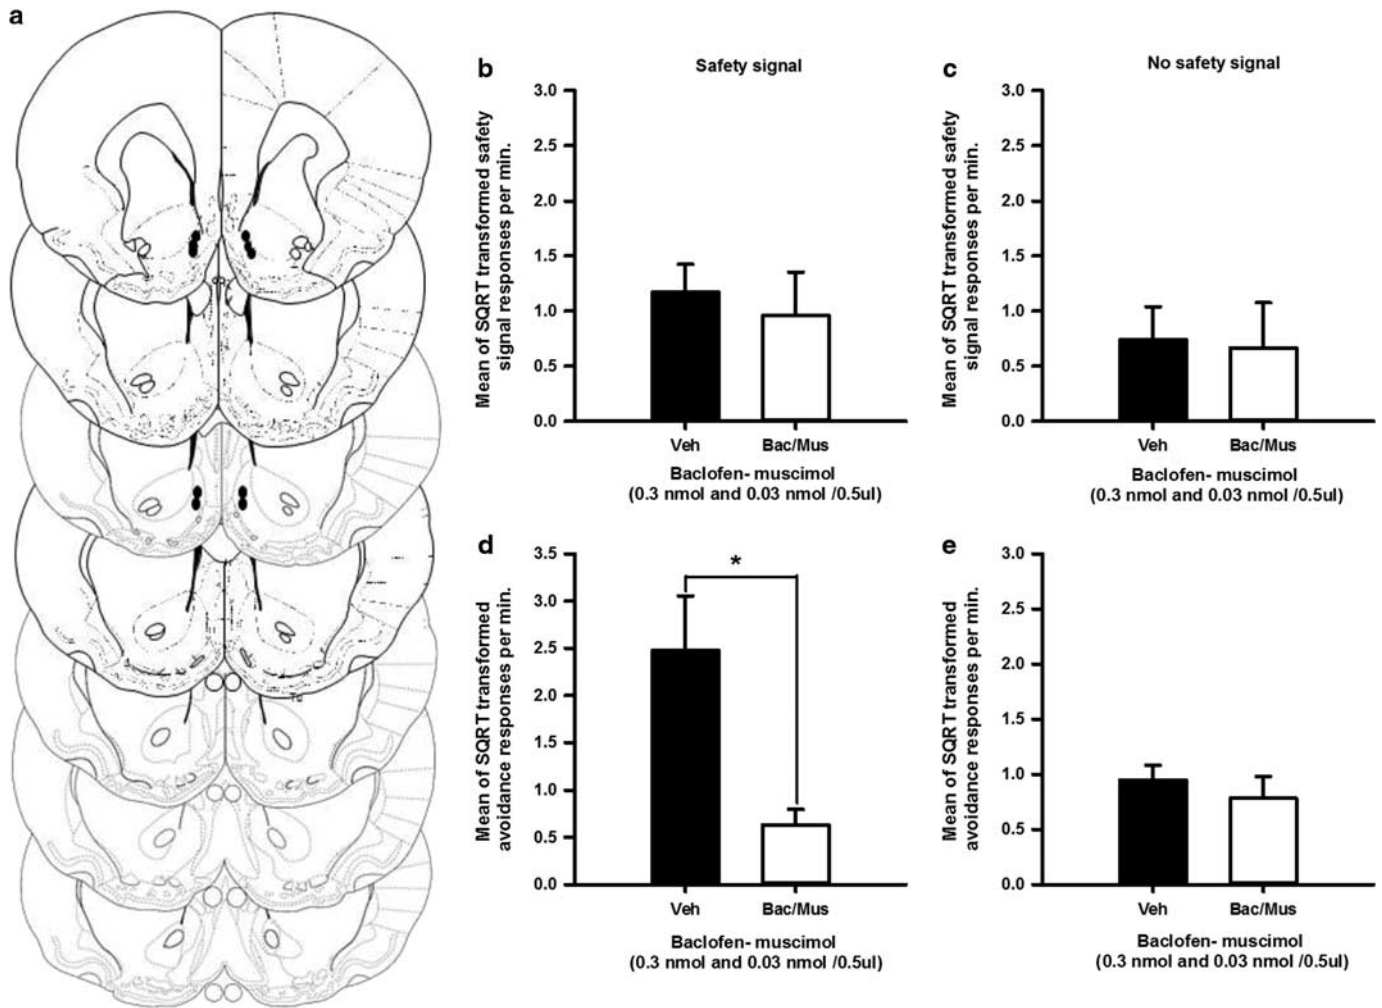 a
b
Safety signal
Mean of SQRT transformed safety
signal responses per min.
3.0
2.5
2.0
1.5
1.0
0.5
0.0
Veh
Bac/Mus
Baclofen- muscimol
(0.3 nmol and 0.03 nmol /0.5ul)
c
No safety signal
Mean of SQRT transformed safety
signal responses per min.
3.0
2.5
2.0
1.5
1.0
0.5
0.0
Veh
Bac/Mus
Baclofen- muscimol
(0.3 nmol and 0.03 nmol /0.5ul)
d
Mean of SQRT transformed
avoidance responses per min.
3.5
3.0
2.5
2.0
1.5
1.0
0.5
0.0
*
Veh
Bac/Mus
Baclofen- muscimol
(0.3 nmol and 0.03 nmol /0.5ul)
e
Mean of SQRT transformed
avoidance responses per min.
3.0
2.5
2.0
1.5
1.0
0.5
0.0
Veh
Bac/Mus
Baclofen- muscimol
(0.3 nmol and 0.03 nmol /0.5ul)